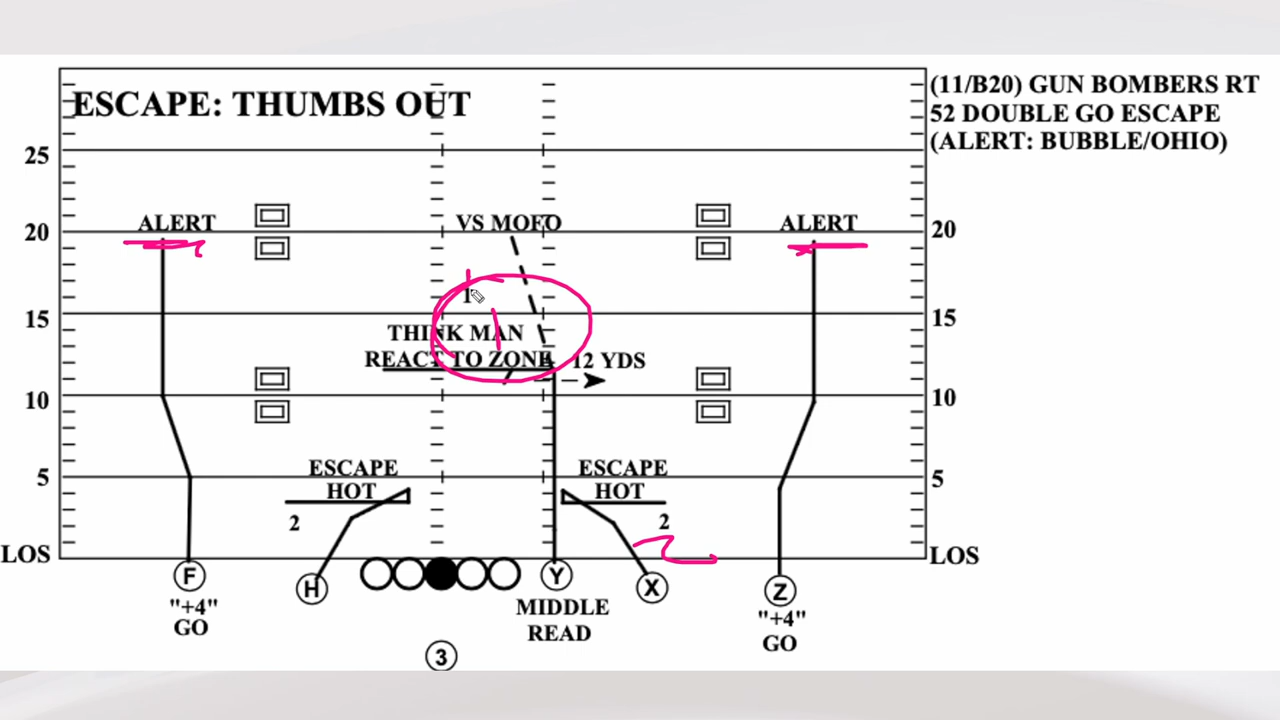 ESCAPE: THUMBS OUT
(11/B20) GUN BOMBERS RT
52 DOUBLE GO ESCAPE
(ALERT: BUBBLE/OHIO)
25
ALERT
VS MOFO
ALERT
20
20
1
15
15
THINK MAN
REACT TO ZONE
12 YDS
10
10
ESCAPE
HOT
ESCAPE
HOT
5
5
2
2
LOS
LOS
F
H
Y
X
Z
"+4"
GO
MIDDLE
READ
"+4"
GO
3